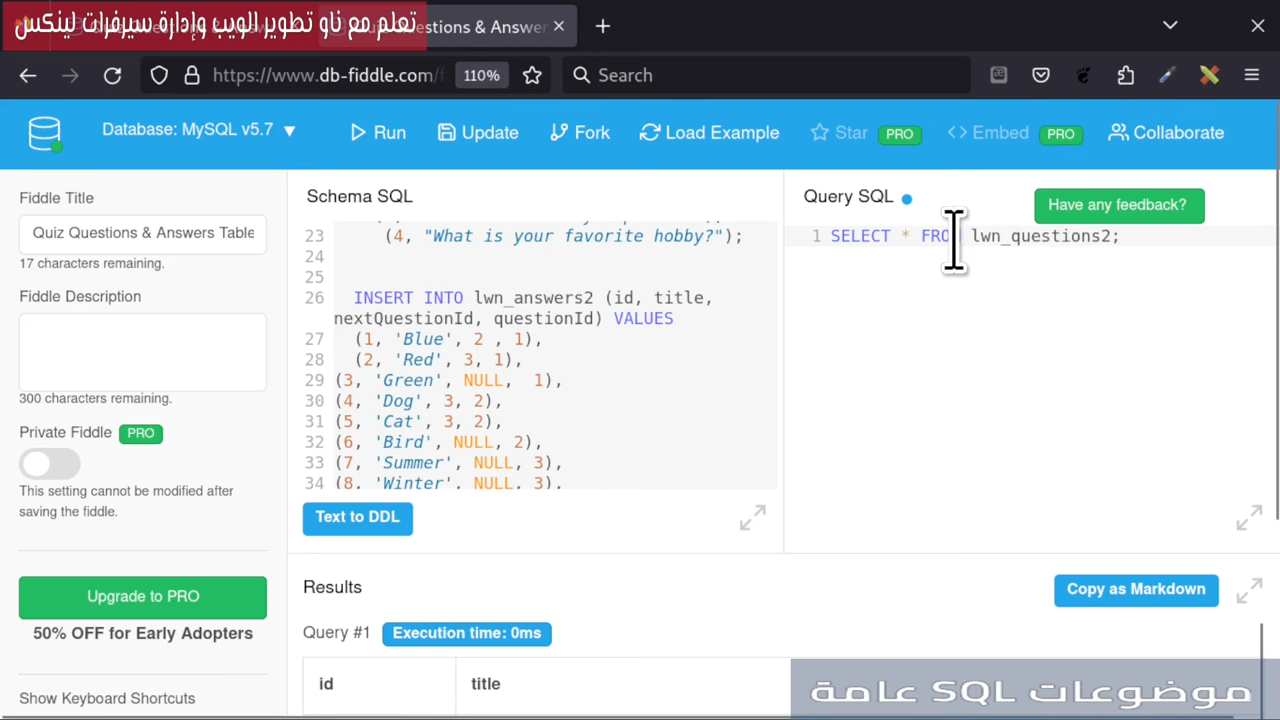 تعلم مع ناو تطوير الويب وإدارة سيرفرات لينكس
Questions & Answer
https://www.db-fiddle.com/f
110%
Search
Database: MySQL v5.7
Run
Update
Fork
Load Example
Star PRO
Embed PRO
Collaborate
Fiddle Title
Quiz Questions & Answers Table
17 characters remaining.
Fiddle Description
300 characters remaining.
Private Fiddle PRO
This setting cannot be modified after
saving the fiddle.
Upgrade to PRO
50% OFF for Early Adopters
Show Keyboard Shortcuts
Schema SQL
23 (4, "What is your favorite hobby?");
24
25
26 INSERT INTO lwn_answers2 (id, title,
nextQuestionId, questionId) VALUES
27 (1, 'Blue', 2 , 1),
28 (2, 'Red', 3, 1),
29 (3, 'Green', NULL, 1),
30 (4, 'Dog', 3, 2),
31 (5, 'Cat', 3, 2),
32 (6, 'Bird', NULL, 2),
33 (7, 'Summer', NULL, 3),
34 (8, 'Winter', NULL, 3),
Text to DDL
Query SQL
Have any feedback?
1 SELECT * FROM lwn_questions2;
Results
Copy as Markdown
Query #1 Execution time: 0ms
id title
موضوعات SQL عامة